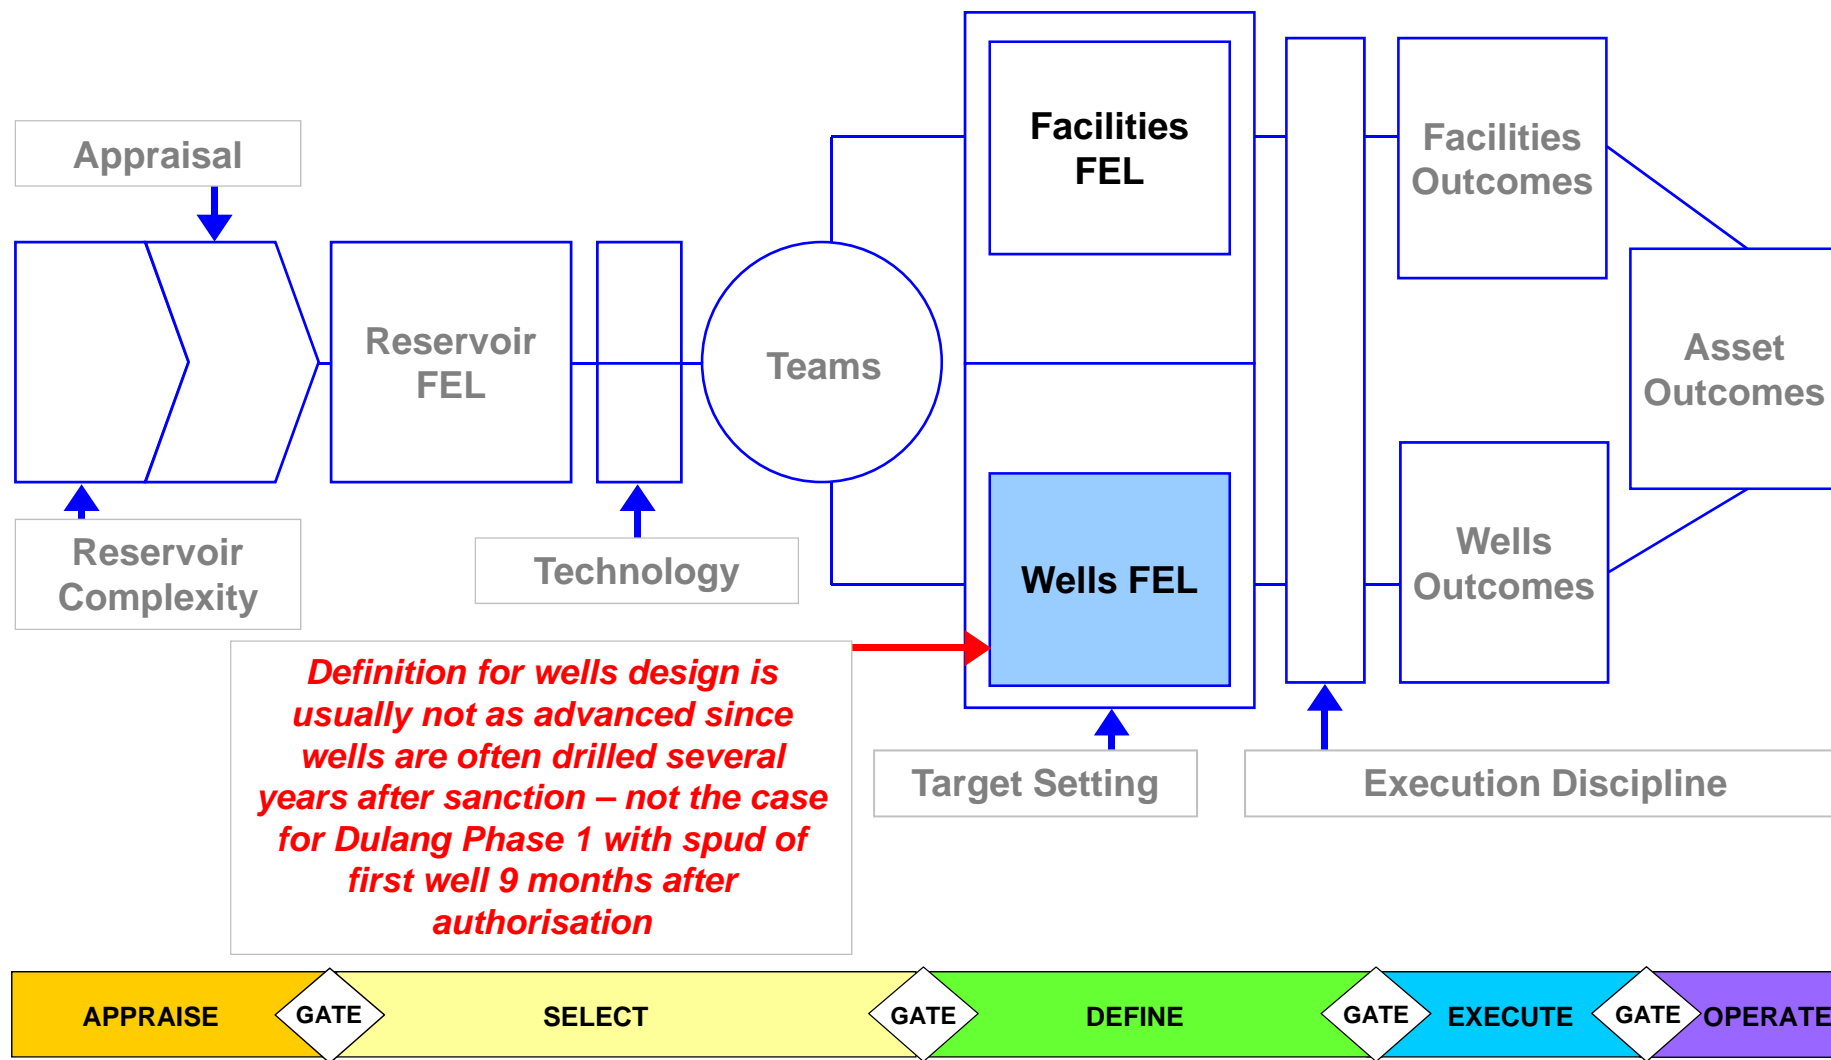 Appraisal
Reservoir
Complexity
Reservoir
FEL
Technology
Teams
Facilities
FEL
Wells FEL
Definition for wells design is
usually not as advanced since
wells are often drilled several
years after sanction – not the case
for Dulang Phase 1 with spud of
first well 9 months after
authorisation
Target Setting
Execution Discipline
Facilities
Outcomes
Wells
Outcomes
Asset
Outcomes
APPRAISE
GATE
SELECT
GATE
DEFINE
GATE
EXECUTE
GATE
OPERATE